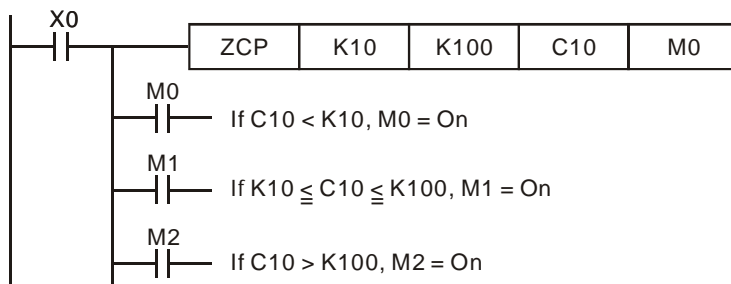 X0
ZCP K10 K100 C10 M0
M0
If C10 < K10, M0 = On
M1
If K10 ≦ C10 ≦ K100, M1 = On
M2
If C10 > K100, M2 = On